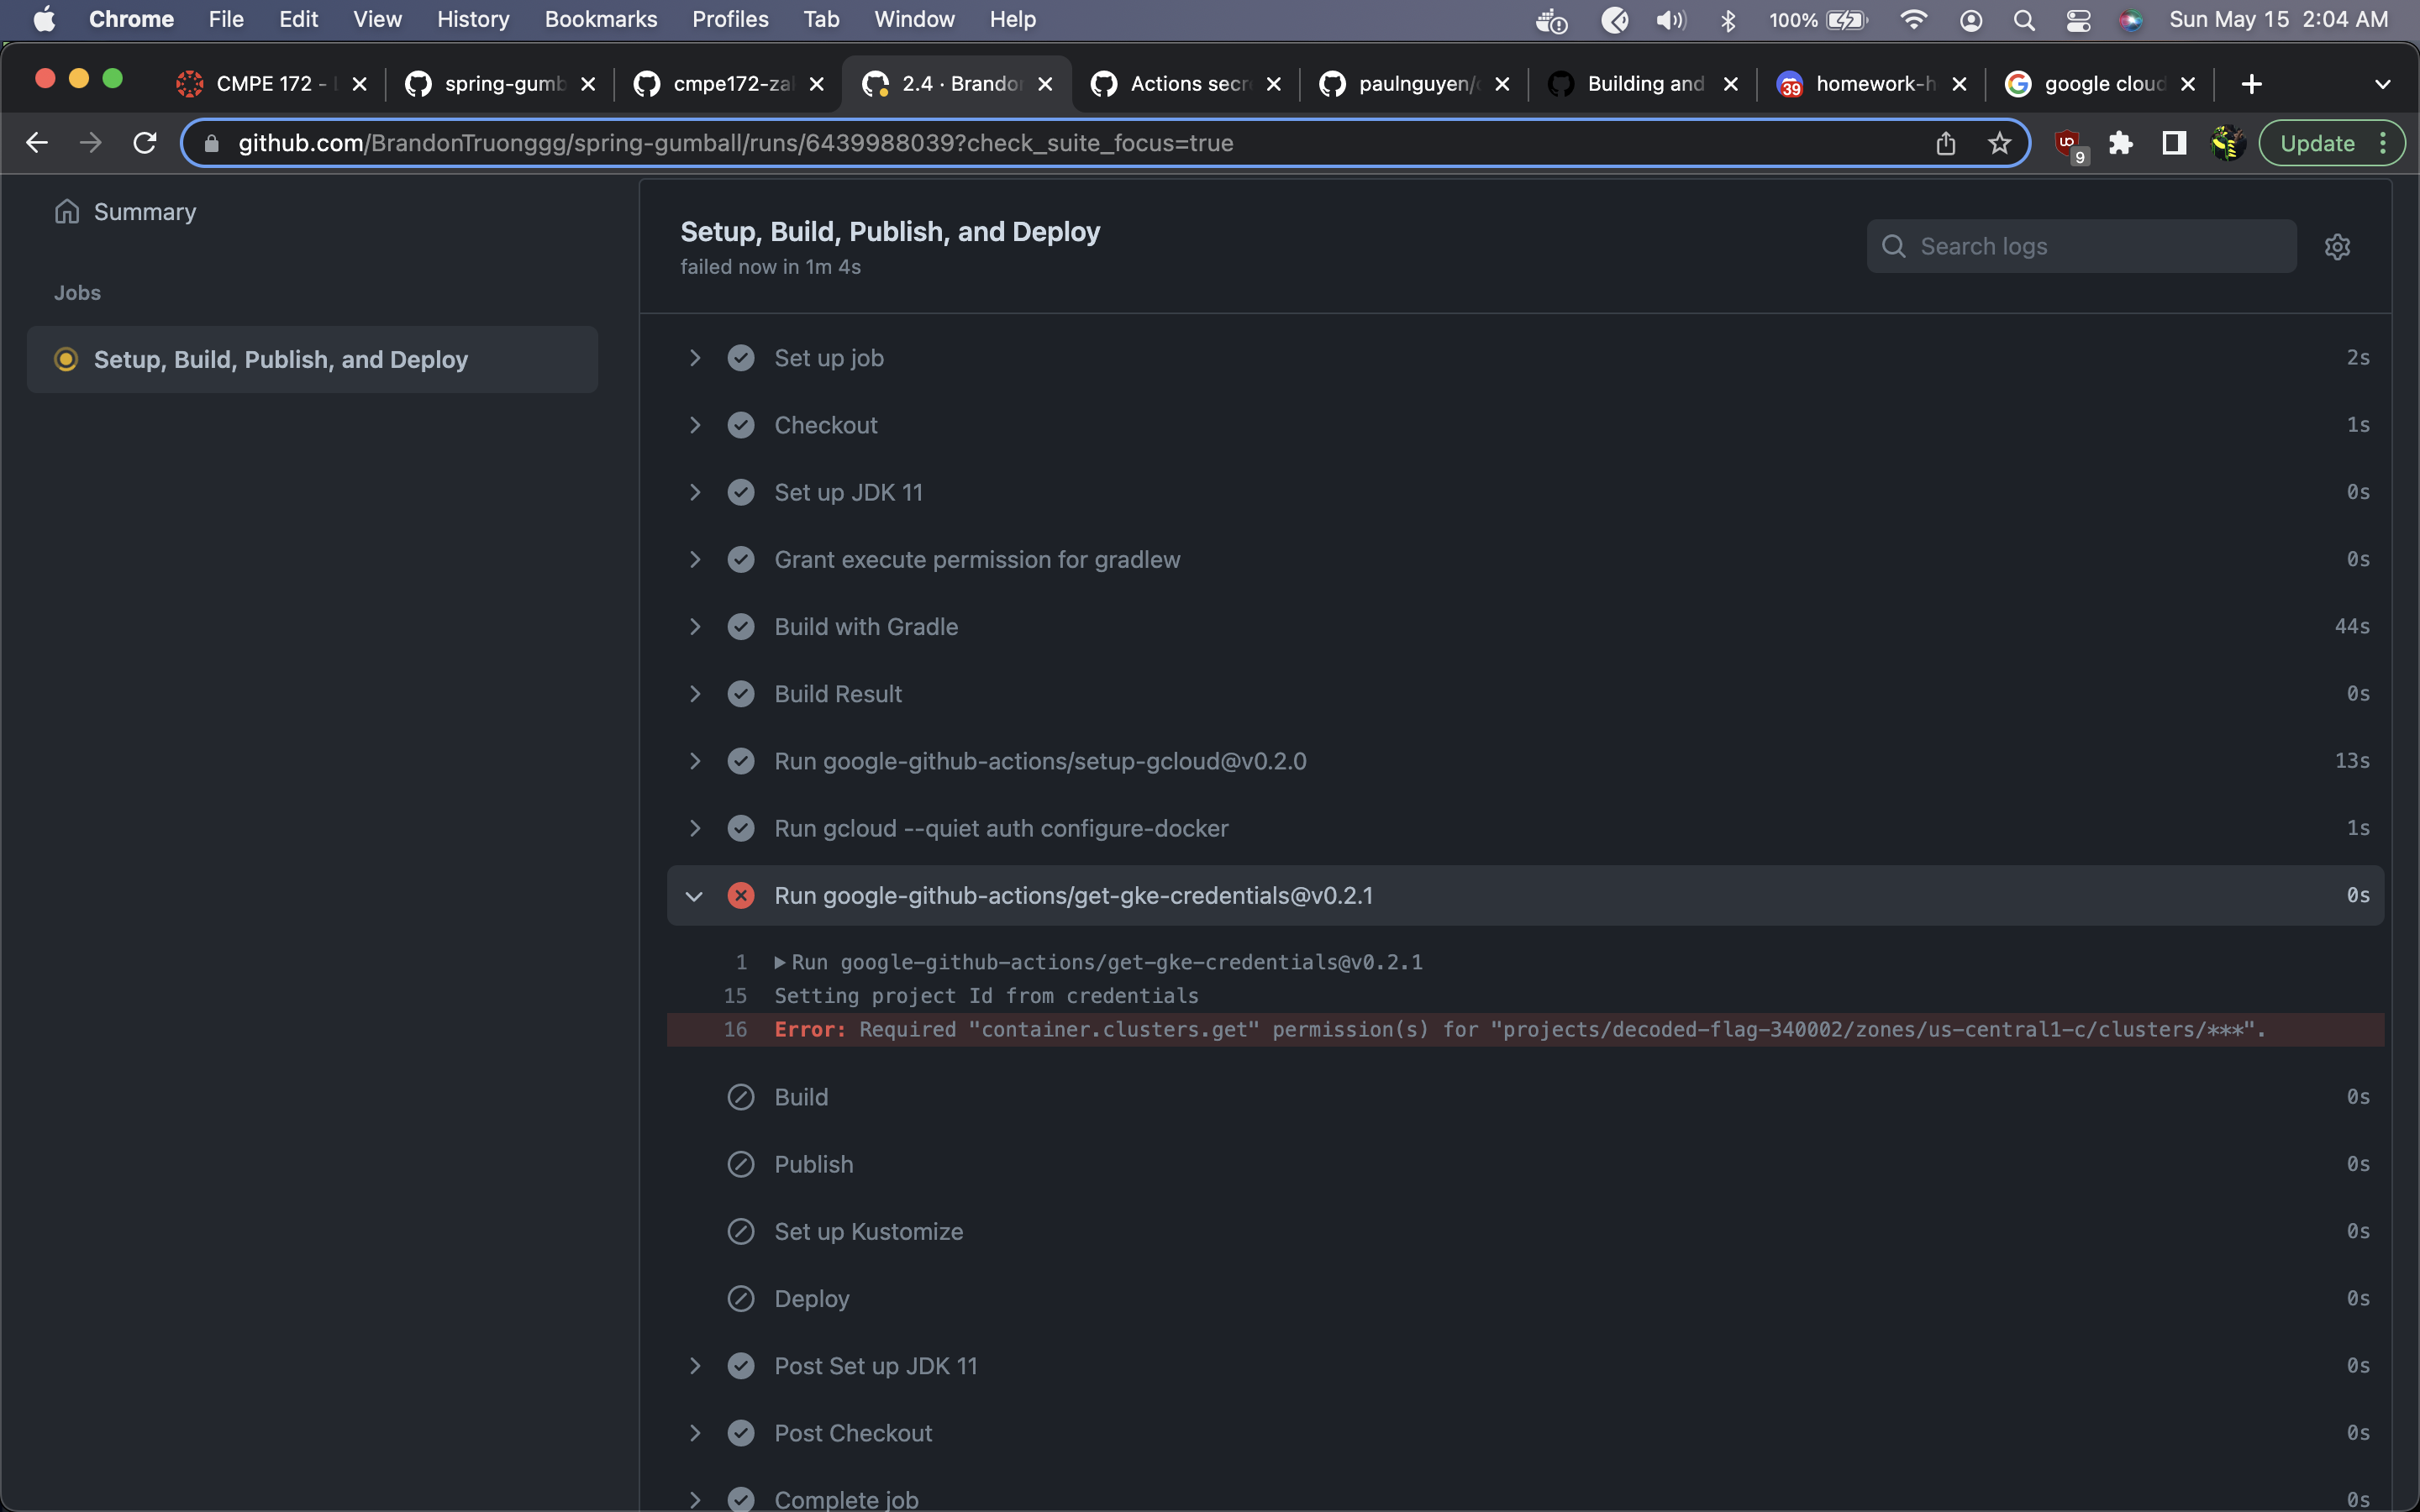 Chrome File Edit View History Bookmarks Profiles Tab Window Help 100% Sun May 15 2:04 AM
CMPE 172 - spring-gumb cmpe172-zal 2.4 · Brandon Actions secre paulnguyen/ Building and 39 homework-h google cloud
github.com/BrandonTruonggg/spring-gumball/runs/6439988039?check_suite_focus=true 9 Update
Summary
Jobs
Setup, Build, Publish, and Deploy
Setup, Build, Publish, and Deploy
failed now in 1m 4s
Search logs
Set up job 2s
Checkout 1s
Set up JDK 11 0s
Grant execute permission for gradlew 0s
Build with Gradle 44s
Build Result 0s
Run google-github-actions/setup-gcloud@v0.2.0 13s
Run gcloud --quiet auth configure-docker 1s
Run google-github-actions/get-gke-credentials@v0.2.1 0s
1 Run google-github-actions/get-gke-credentials@v0.2.1
15 Setting project Id from credentials
16 Error: Required "container.clusters.get" permission(s) for "projects/decoded-flag-340002/zones/us-central1-c/clusters/***".
Build 0s
Publish 0s
Set up Kustomize 0s
Deploy 0s
Post Set up JDK 11 0s
Post Checkout 0s
Complete job 0s